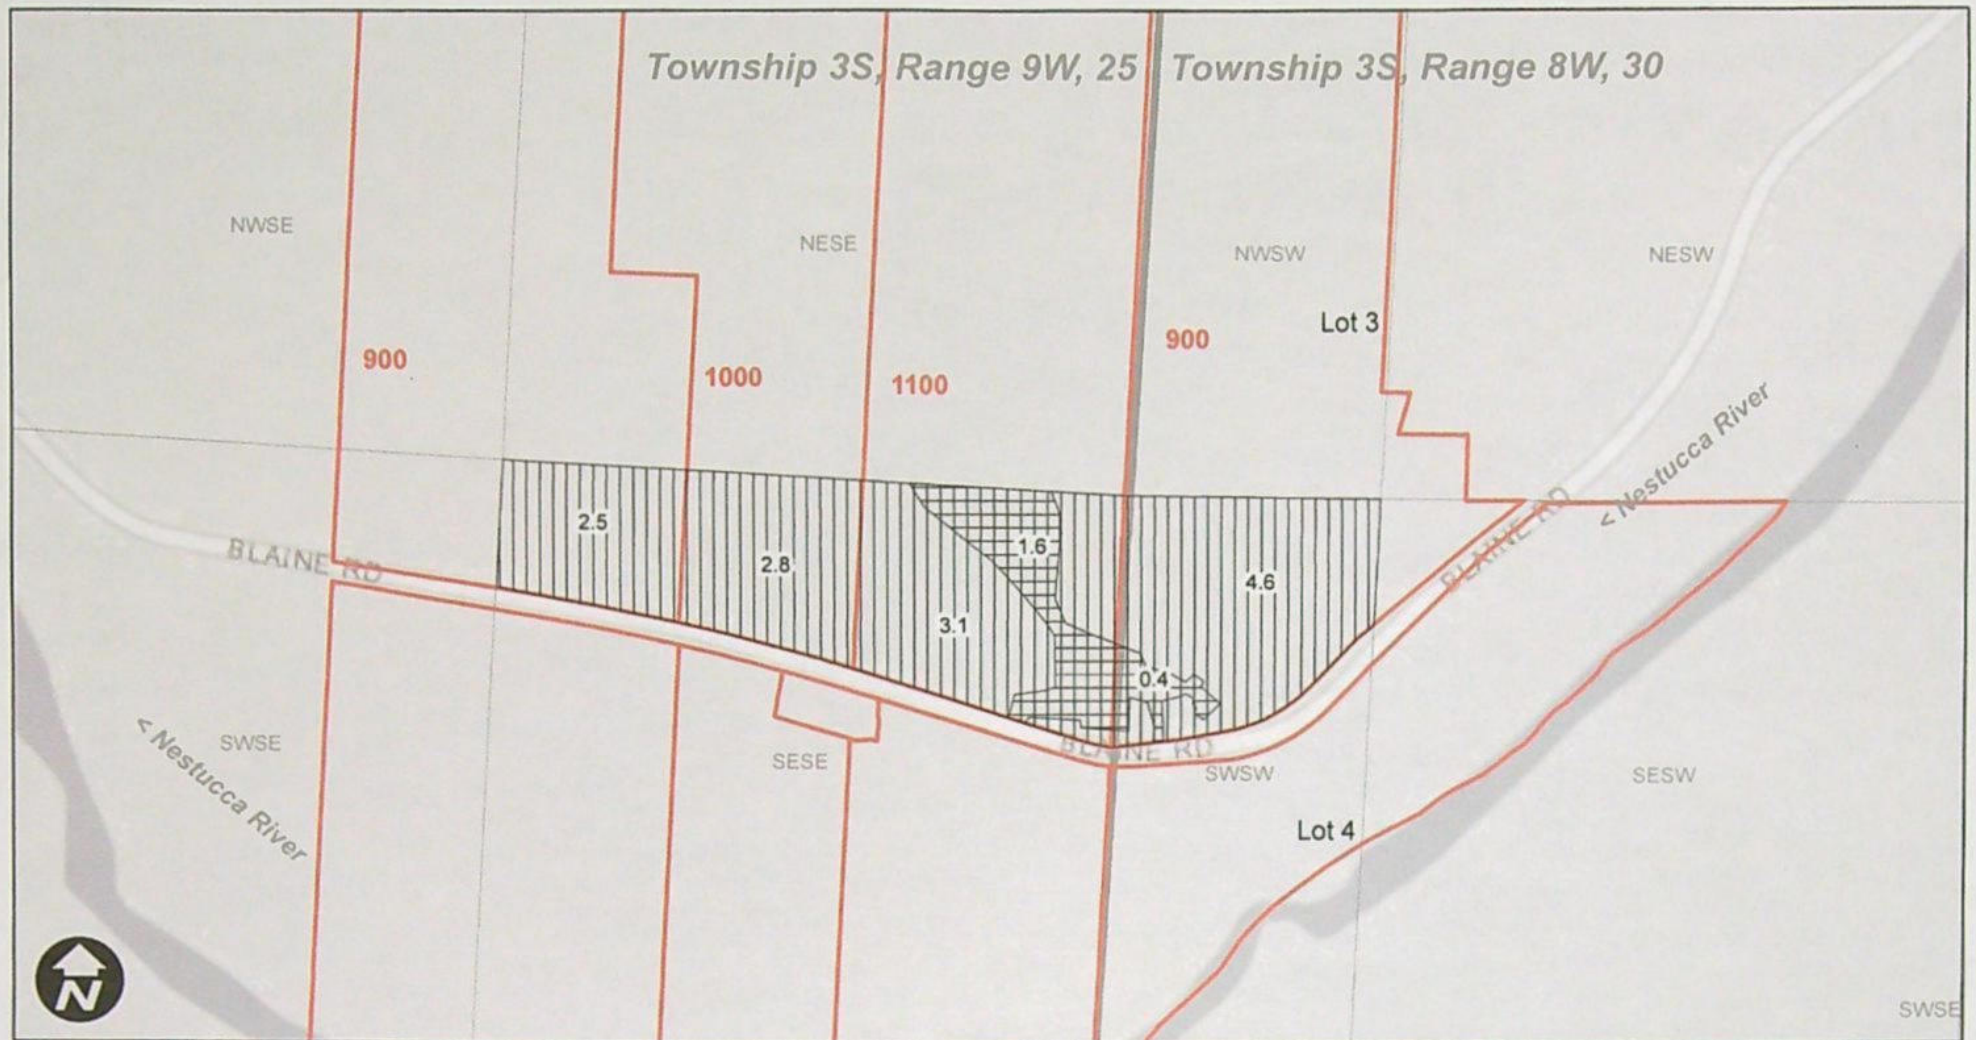 Township 3S, Range 9W, 25
Township 3S, Range 8W, 30
NWSE
NESE
NWSW
NESW
Lot 3
900
1000
1100
900
< Nestucca River
2.5
2.8
1.6
4.6
3.1
0.4
BLAINE RD
BLAINE RD
BLAINE RD
< Nestucca River
SWSE
SESE
SWSW
SESW
Lot 4
N
SWSE